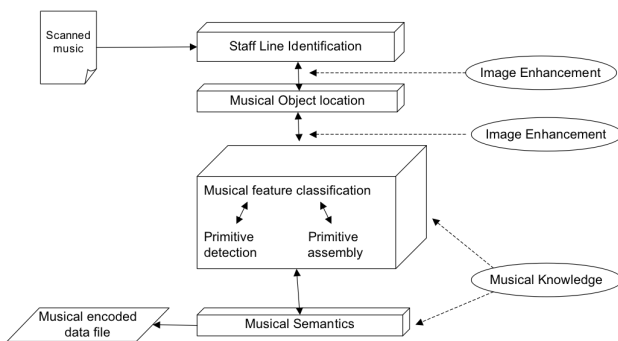 Scanned
music
Staff Line Identification
Image Enhancement
Musical Object location
Image Enhancement
Musical feature classification
Primitive
detection
Primitive
assembly
Musical Knowledge
Musical encoded
data file
Musical Semantics